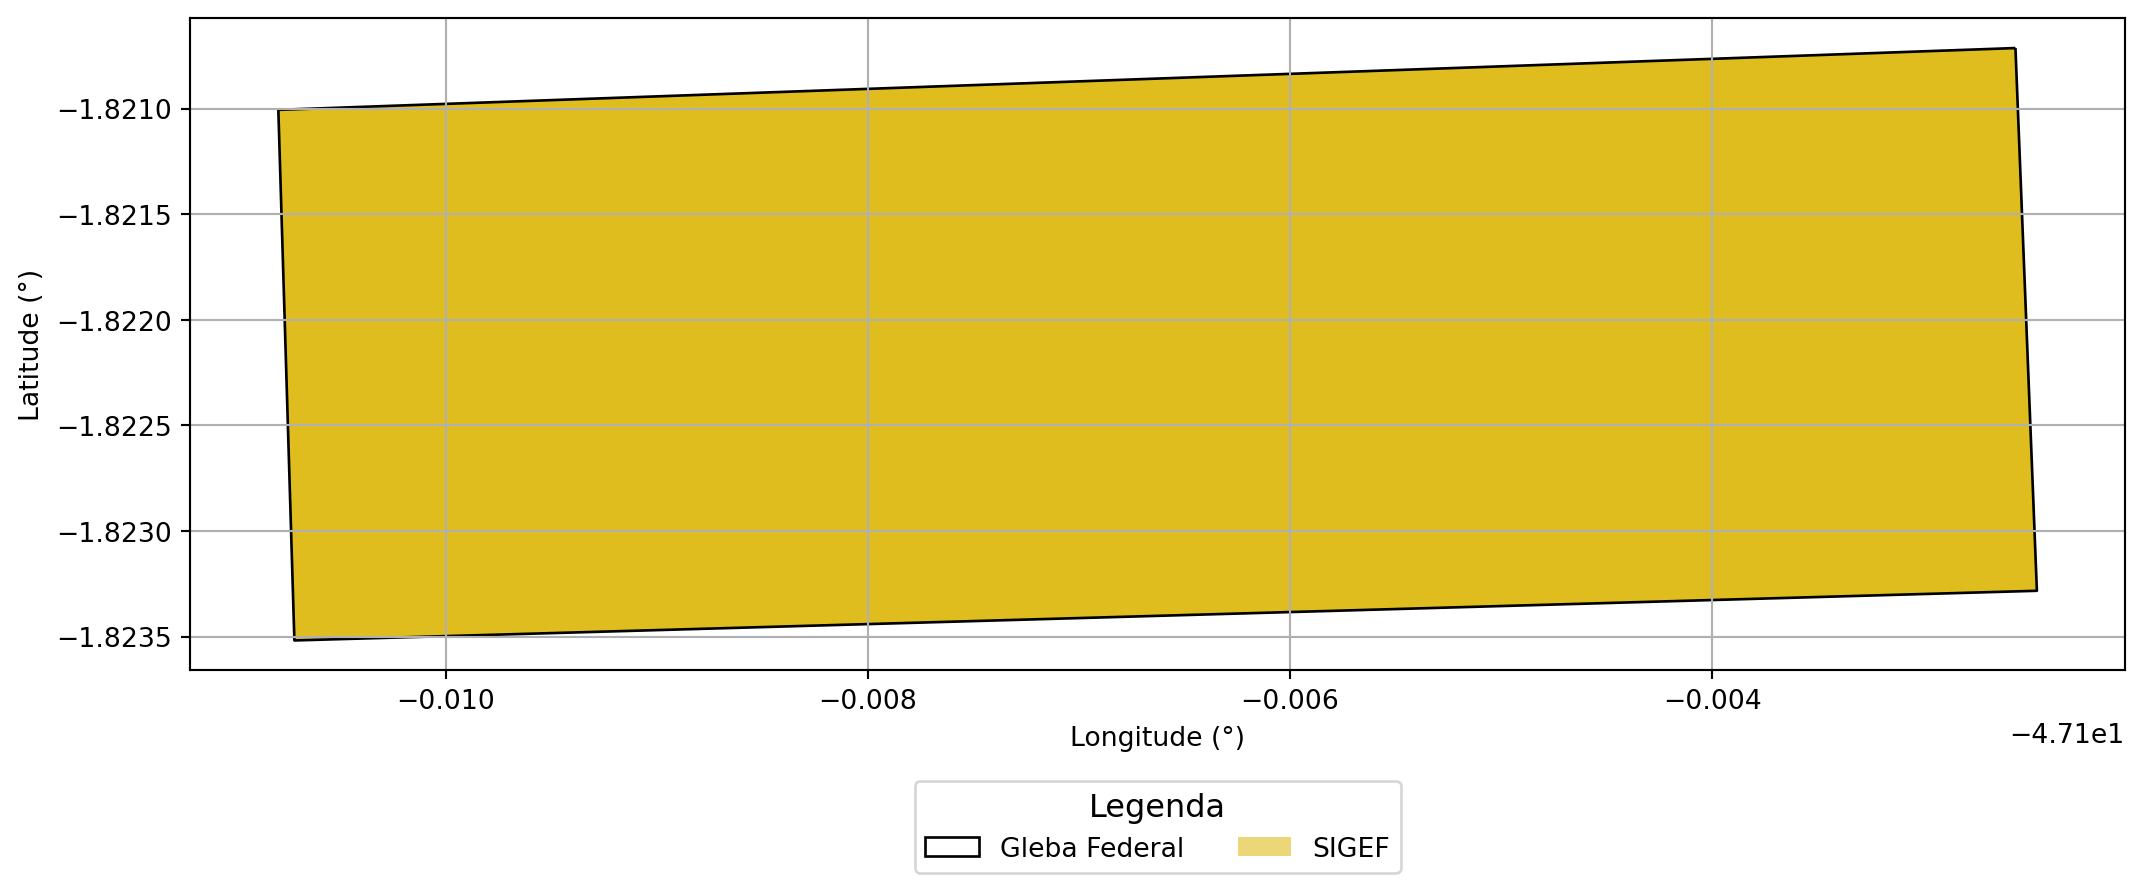 −1.8210
−1.8215
−1.8220
−1.8225
−1.8230
−1.8235
Latitude (°)
−0.010 −0.008 −0.006 −0.004
Longitude (°)
−4.71e1
Legenda
Gleba Federal SIGEF